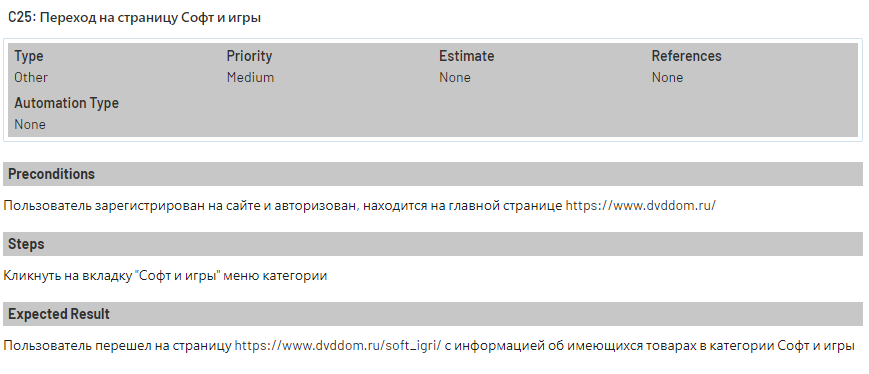 C25: Переход на страницу Софт и игры
Type Priority Estimate References
Other Medium None None
Automation Type
None
Preconditions
Пользователь зарегистрирован на сайте и авторизован, находится на главной странице https://www.dvddom.ru/
Steps
Кликнуть на вкладку "Софт и игры" меню категории
Expected Result
Пользователь перешел на страницу https://www.dvddom.ru/soft_igri/ с информацией об имеющихся товарах в категории Софт и игры